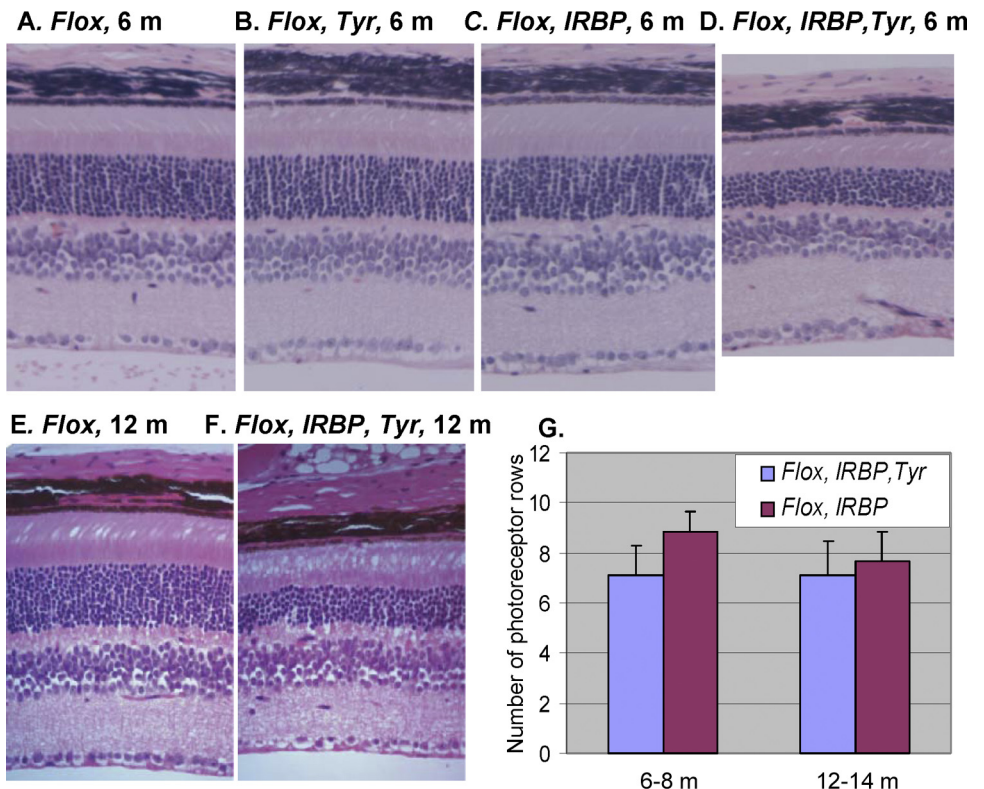 A. Flox, 6 m
B. Flox, Tyr, 6 m
C. Flox, IRBP, 6 m
D. Flox, IRBP,Tyr, 6 m
E. Flox, 12 m
F. Flox, IRBP, Tyr, 12 m
G.
Number of photoreceptor rows
12
10
8
6
4
2
0
Flox, IRBP,Tyr
Flox, IRBP
6-8 m
12-14 m